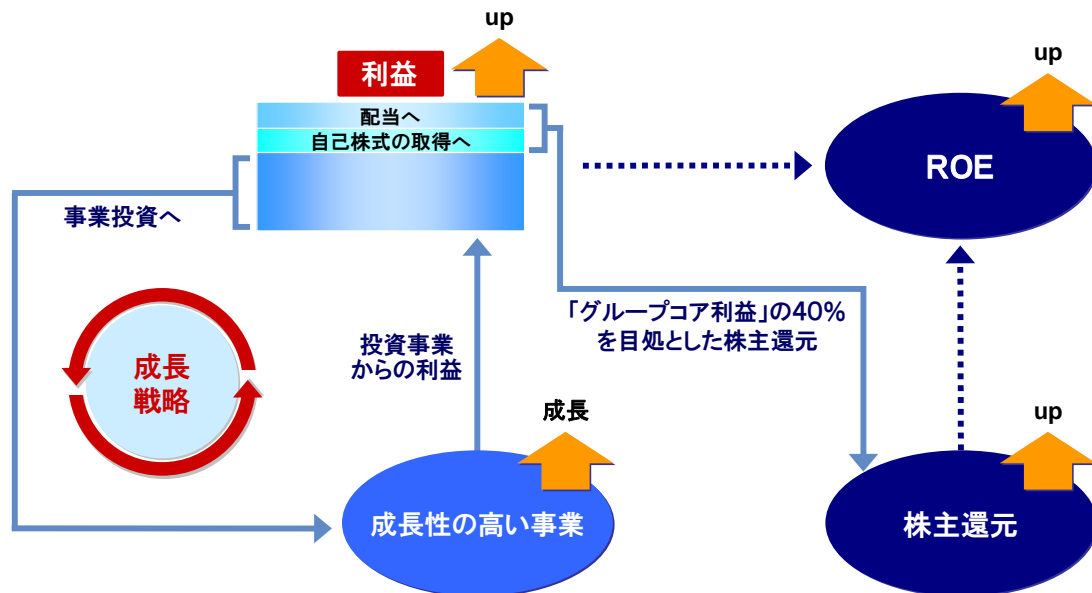 up
利益
配当へ
自己株式の取得へ
事業投資へ
up
ROE
「グループコア利益」の40%
を目処とした株主還元
投資事業
からの利益
成長
戦略
成長
成長性の高い事業
up
株主還元